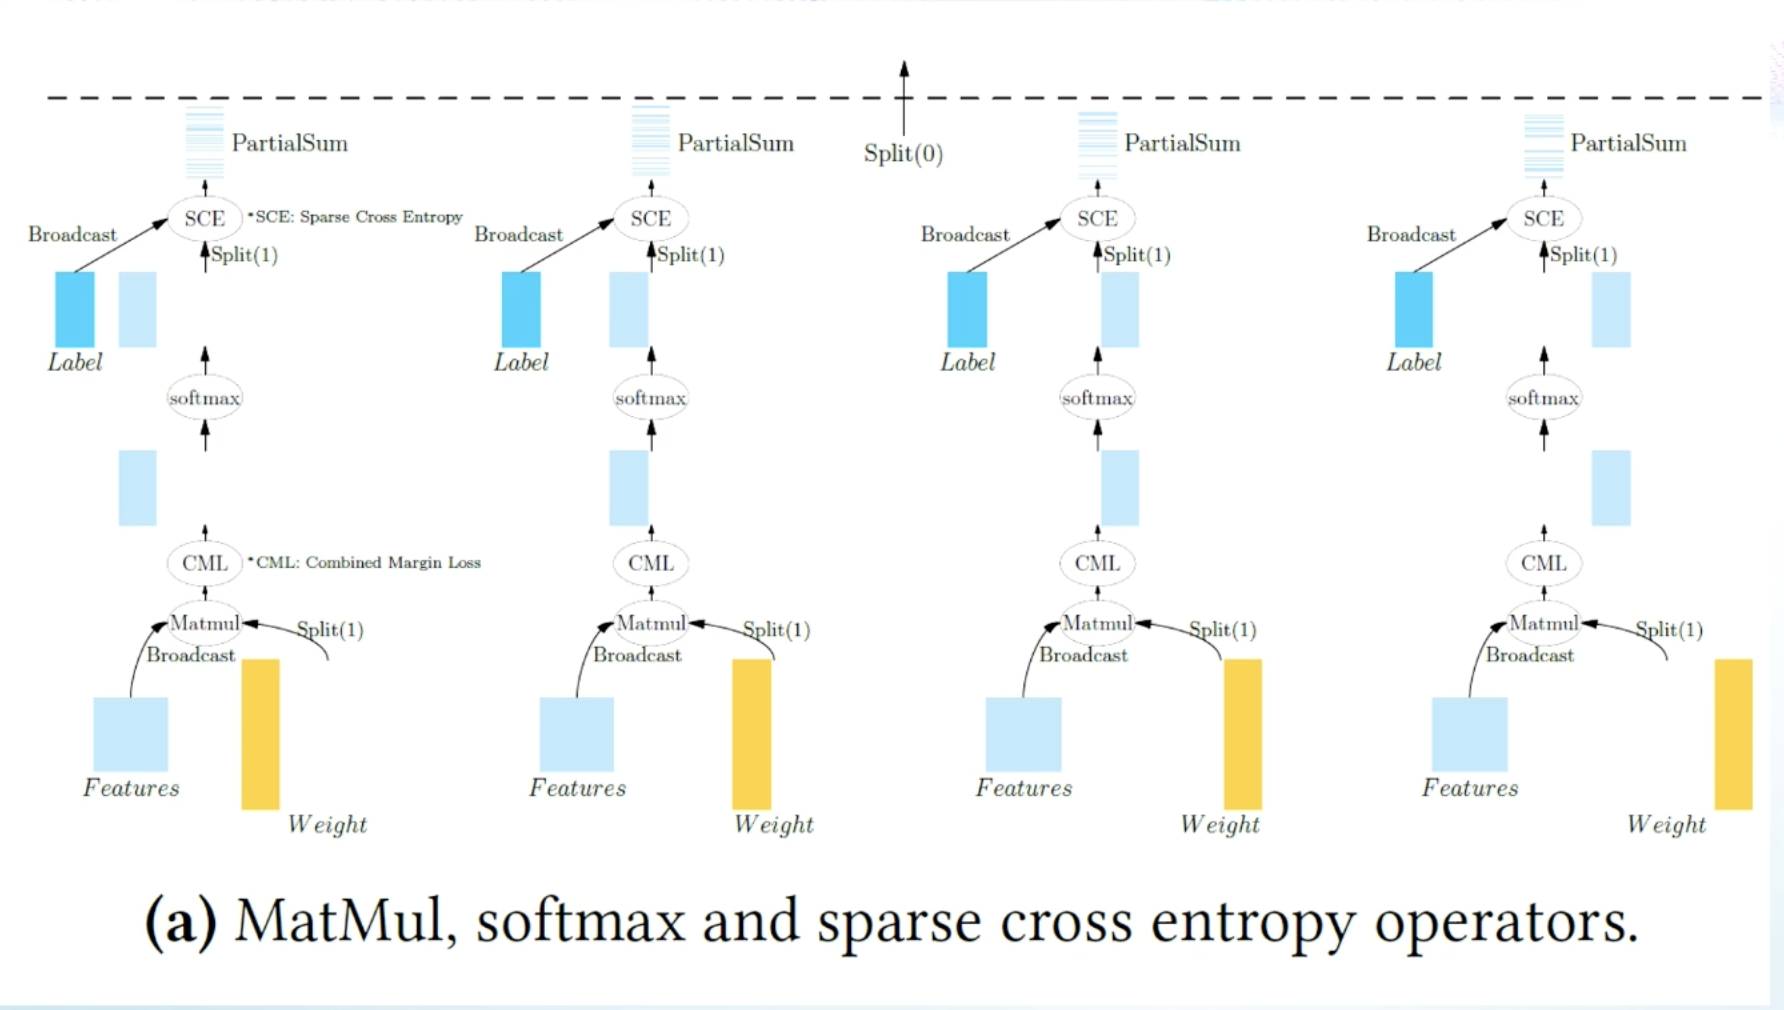 PartialSum PartialSum PartialSum PartialSum
Split(0)
SCE *SCE: Sparse Cross Entropy SCE SCE SCE
Broadcast Broadcast Broadcast Broadcast
Split(1) Split(1) Split(1) Split(1)
Label Label Label Label
softmax softmax softmax softmax
CML *CML: Combined Margin Loss CML CML CML
Matmul Split(1) Matmul Split(1) Matmul Split(1) Matmul Split(1)
Broadcast Broadcast Broadcast Broadcast
Features Features Features Features
Weight Weight Weight Weight
(a) MatMul, softmax and sparse cross entropy operators.